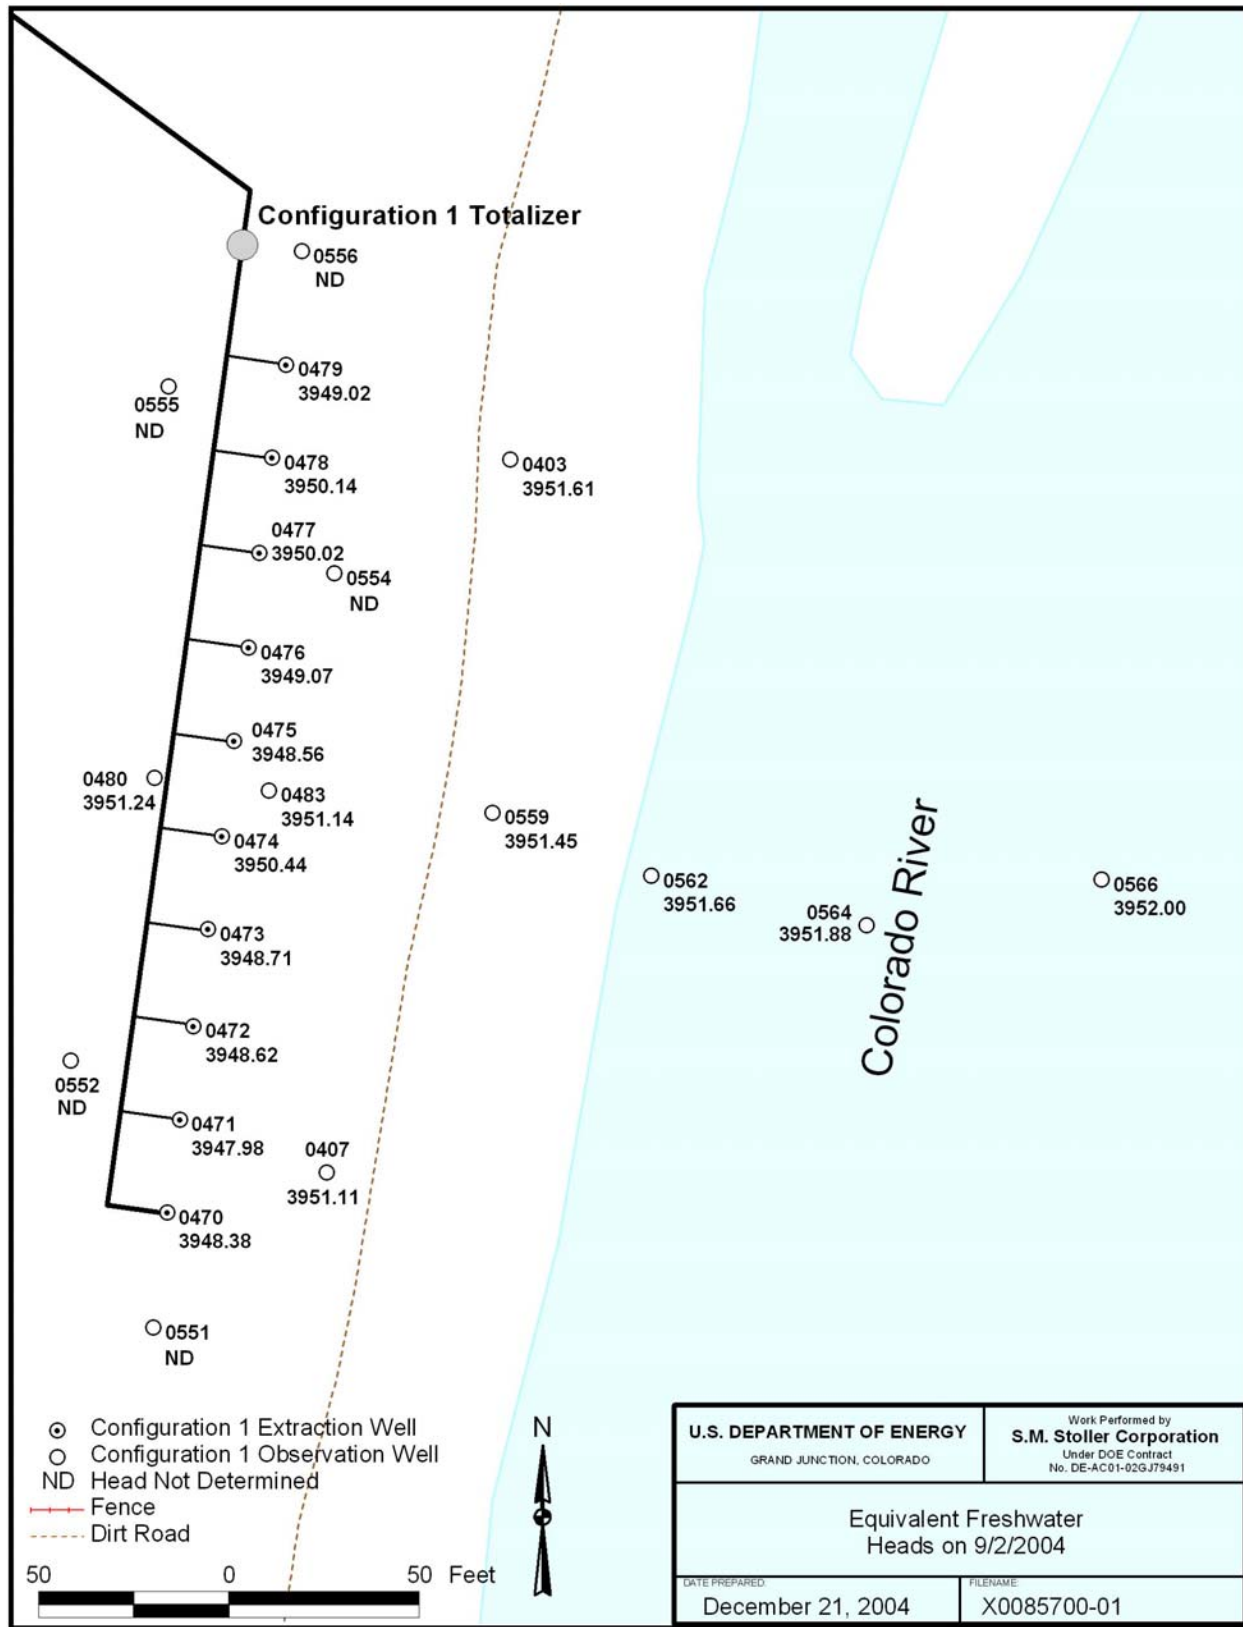 Configuration 1 Totalizer
0556
ND
0479
3949.02
0555
ND
0478
3950.14
0403
3951.61
0477
3950.02
0554
ND
0476
3949.07
0475
3948.56
0480
3951.24
0483
3951.14
0559
3951.45
0474
3950.44
0562
3951.66
0564
3951.88
0566
3952.00
Colorado River
0473
3948.71
0472
3948.62
0552
ND
0471
3947.98
0407
3951.11
0470
3948.38
0551
ND
Configuration 1 Extraction Well
Configuration 1 Observation Well
ND Head Not Determined
Fence
Dirt Road
50 0 50 Feet
N
U.S. DEPARTMENT OF ENERGY
GRAND JUNCTION, COLORADO
Work Performed by
S.M. Stoller Corporation
Under DOE Contract
No. DE-AC01-02GJ79491
Equivalent Freshwater
Heads on 9/2/2004
DATE PREPARED:
December 21, 2004
FILENAME:
X0085700-01